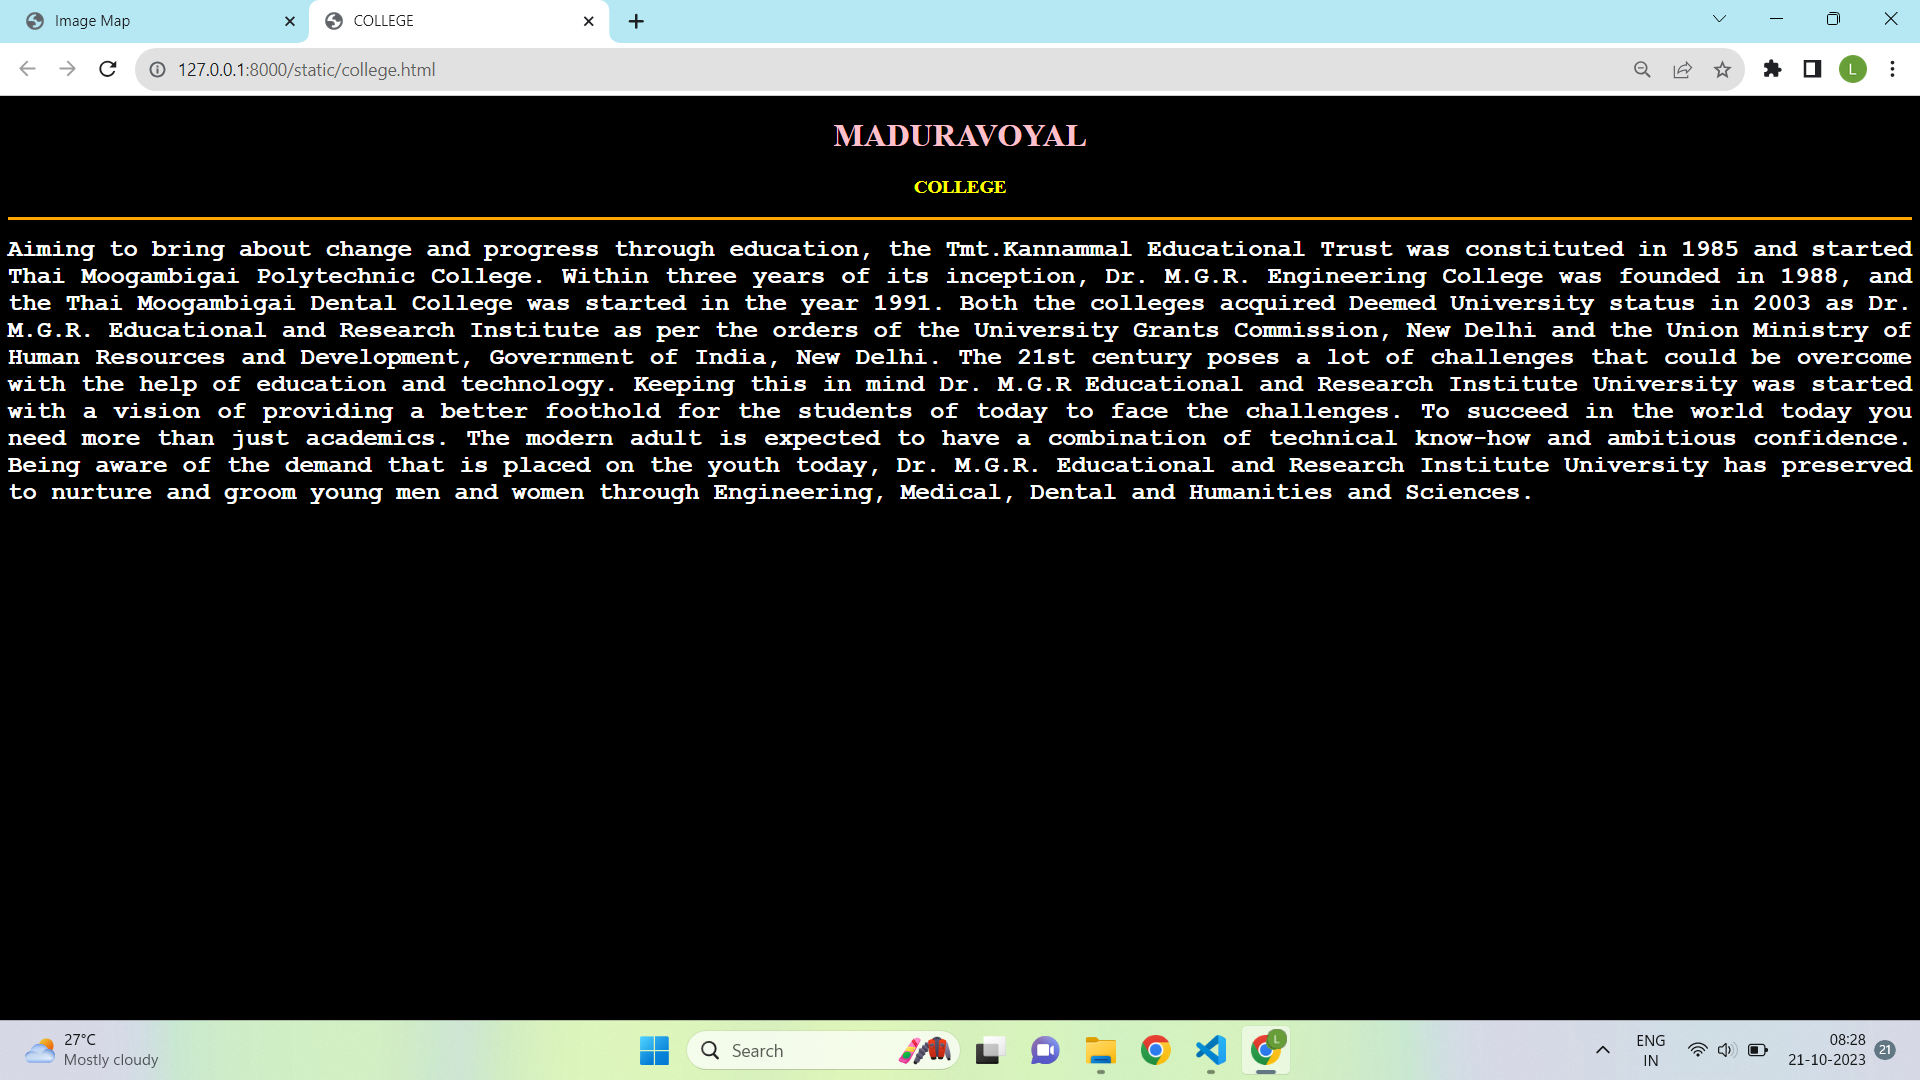 Image Map
COLLEGE
127.0.0.1:8000/static/college.html
L
MADURAVOYAL
COLLEGE
Aiming to bring about change and progress through education, the Tmt.Kannammal Educational Trust was constituted in 1985 and started
Thai Moogambigai Polytechnic College. Within three years of its inception, Dr. M.G.R. Engineering College was founded in 1988, and
the Thai Moogambigai Dental College was started in the year 1991. Both the colleges acquired Deemed University status in 2003 as Dr.
M.G.R. Educational and Research Institute as per the orders of the University Grants Commission, New Delhi and the Union Ministry of
Human Resources and Development, Government of India, New Delhi. The 21st century poses a lot of challenges that could be overcome
with the help of education and technology. Keeping this in mind Dr. M.G.R Educational and Research Institute University was started
with a vision of providing a better foothold for the students of today to face the challenges. To succeed in the world today you
need more than just academics. The modern adult is expected to have a combination of technical know-how and ambitious confidence.
Being aware of the demand that is placed on the youth today, Dr. M.G.R. Educational and Research Institute University has preserved
to nurture and groom young men and women through Engineering, Medical, Dental and Humanities and Sciences.
27°C
Mostly cloudy
Search
L
ENG
IN
08:28
21-10-2023
21